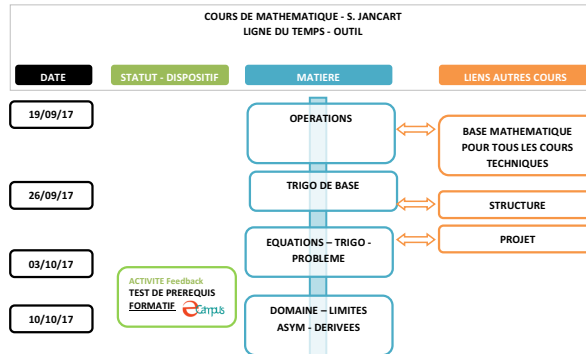 COURS DE MATHEMATIQUE - S. JANCART
LIGNE DU TEMPS - OUTIL
DATE
STATUT - DISPOSITIF
MATIERE
LIENS AUTRES COURS
19/09/17
OPERATIONS
BASE MATHEMATIQUE
POUR TOUS LES COURS
TECHNIQUES
26/09/17
TRIGO DE BASE
STRUCTURE
03/10/17
EQUATIONS – TRIGO -
PROBLEME
PROJET
ACTIVITE Feedback
TEST DE PREREQUIS
FORMATIF
eCampus
10/10/17
DOMAINE – LIMITES
ASYM - DERIVEES